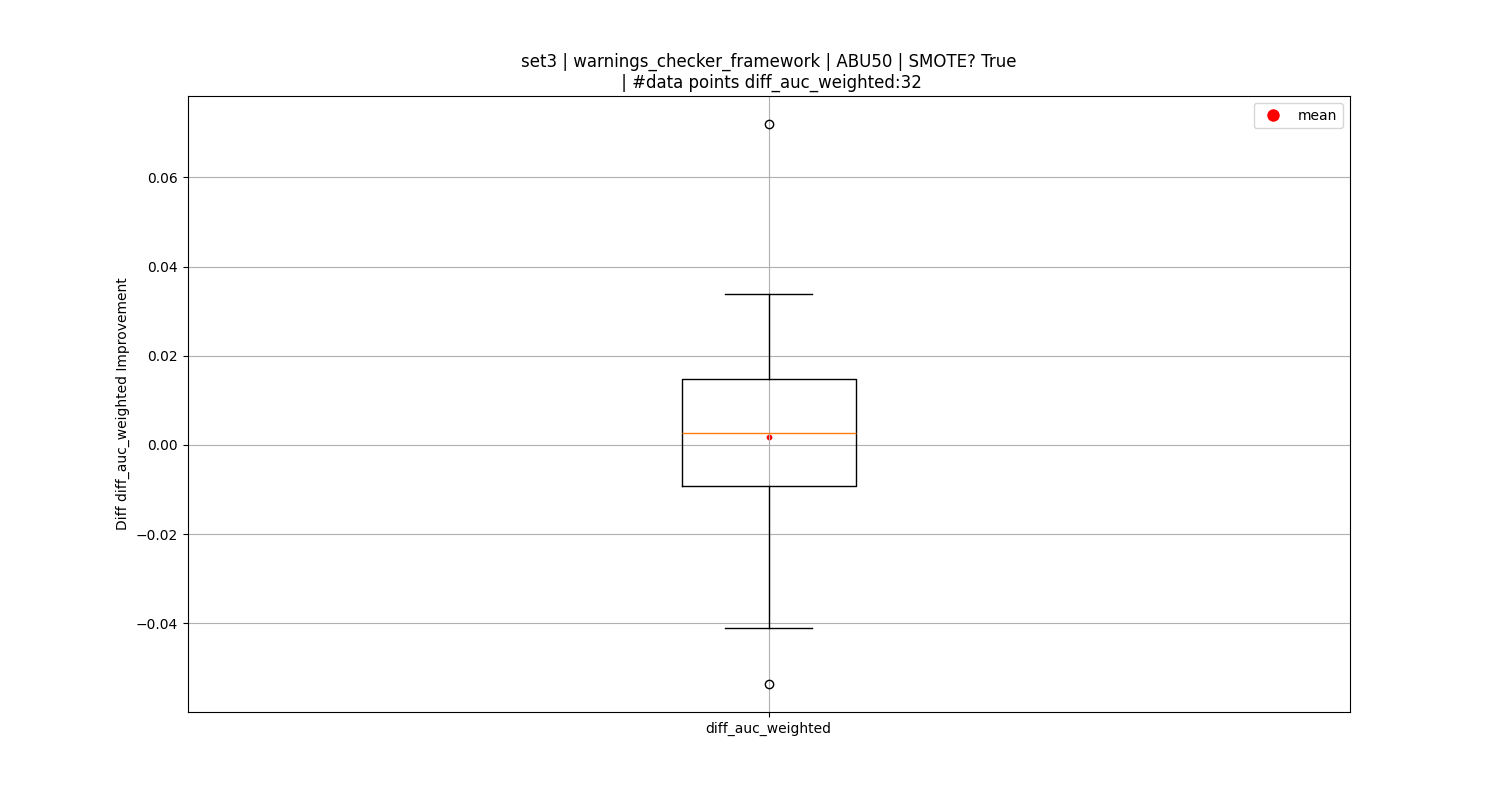 set3 | warnings_checker_framework | ABU50 | SMOTE? True
| #data points diff_auc_weighted:32
mean
0.06
0.04
0.02
0.00
−0.02
−0.04
Diff diff_auc_weighted Improvement
diff_auc_weighted